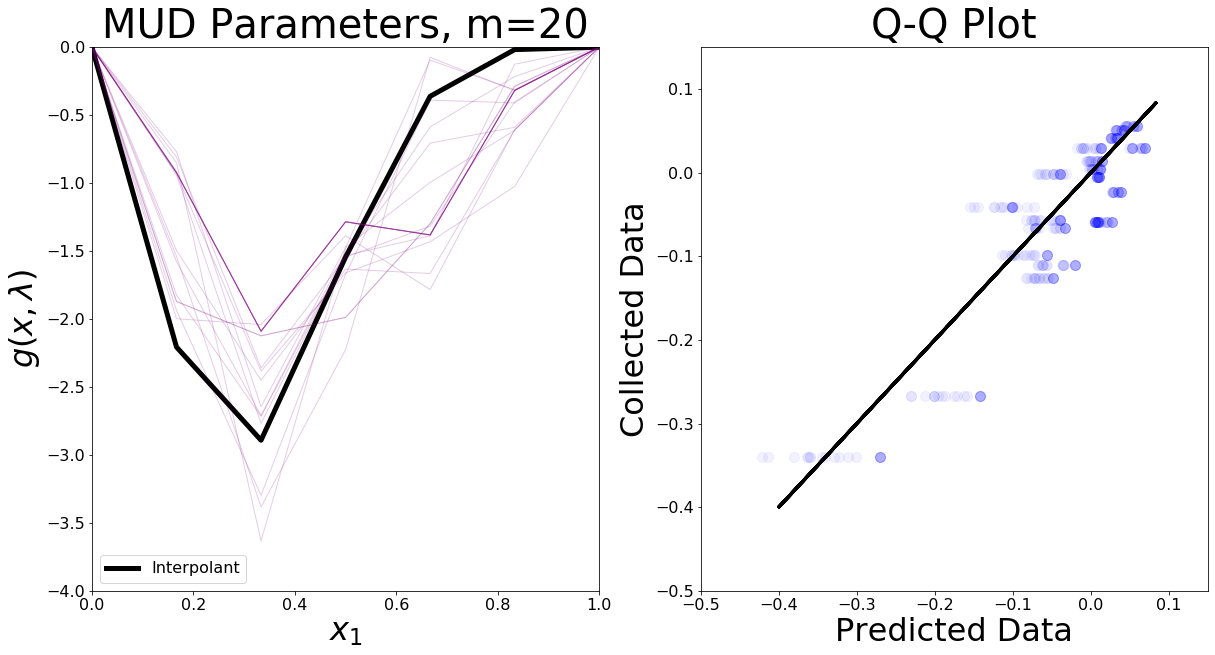 MUD Parameters, m=20
0.0
−0.5
−1.0
−1.5
−2.0
−2.5
−3.0
−3.5
−4.0
g(x, λ)
Interpolant
0.0 0.2 0.4 0.6 0.8 1.0
x₁
Q-Q Plot
0.1
0.0
−0.1
−0.2
−0.3
−0.4
−0.5
Collected Data
−0.5 −0.4 −0.3 −0.2 −0.1 0.0 0.1
Predicted Data